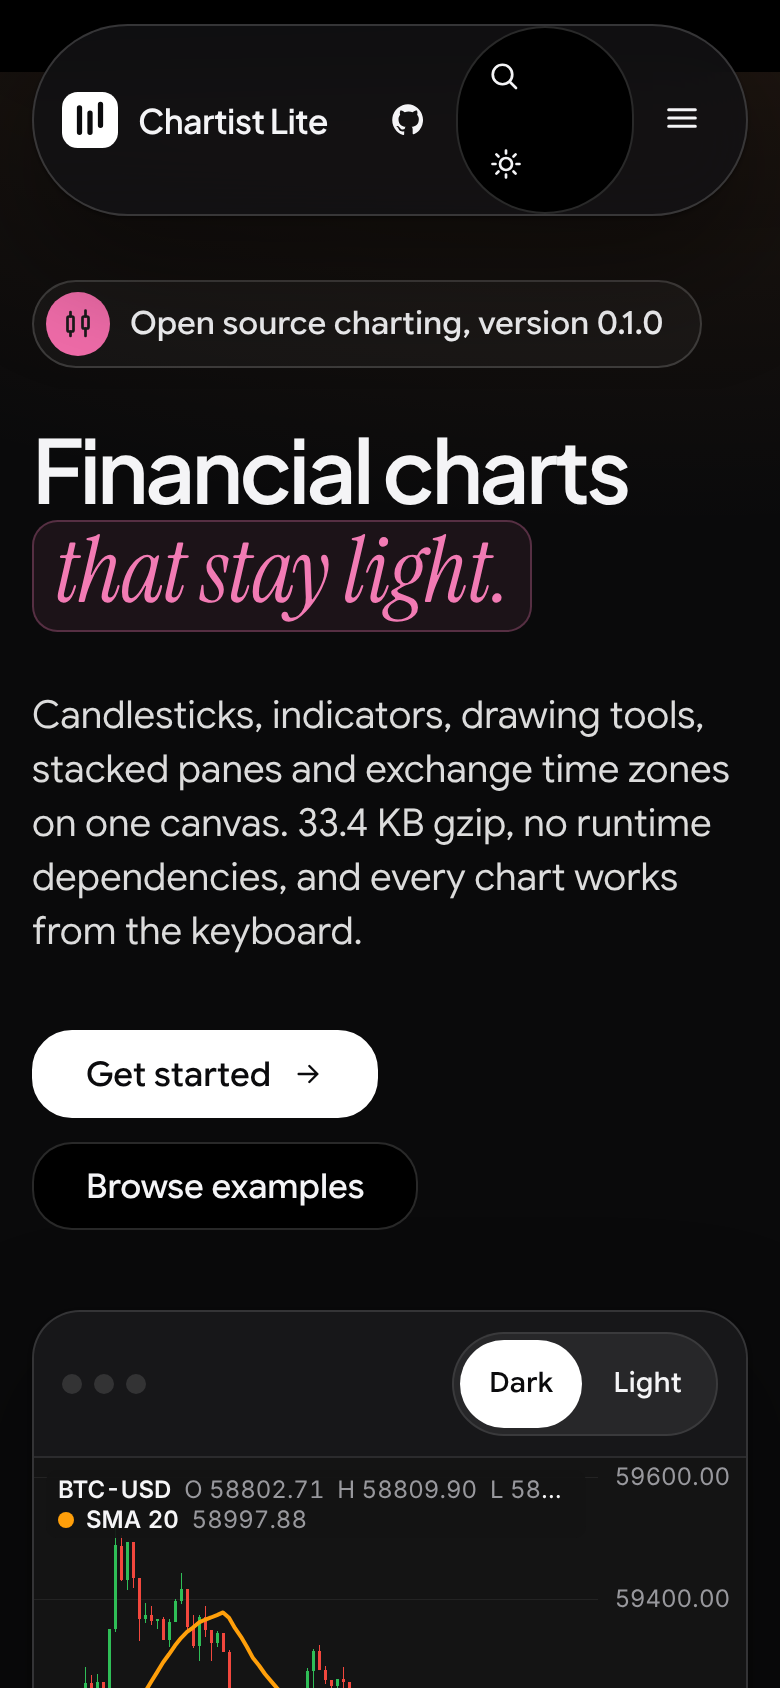 Chartist Lite
Open source charting, version 0.1.0
Financial charts
that stay light.
Candlesticks, indicators, drawing tools,
stacked panes and exchange time zones
on one canvas. 33.4 KB gzip, no runtime
dependencies, and every chart works
from the keyboard.
Get started →
Browse examples
Dark Light
BTC-USD O 58802.71 H 58809.90 L 58...
59600.00
SMA 20 58997.88
59400.00